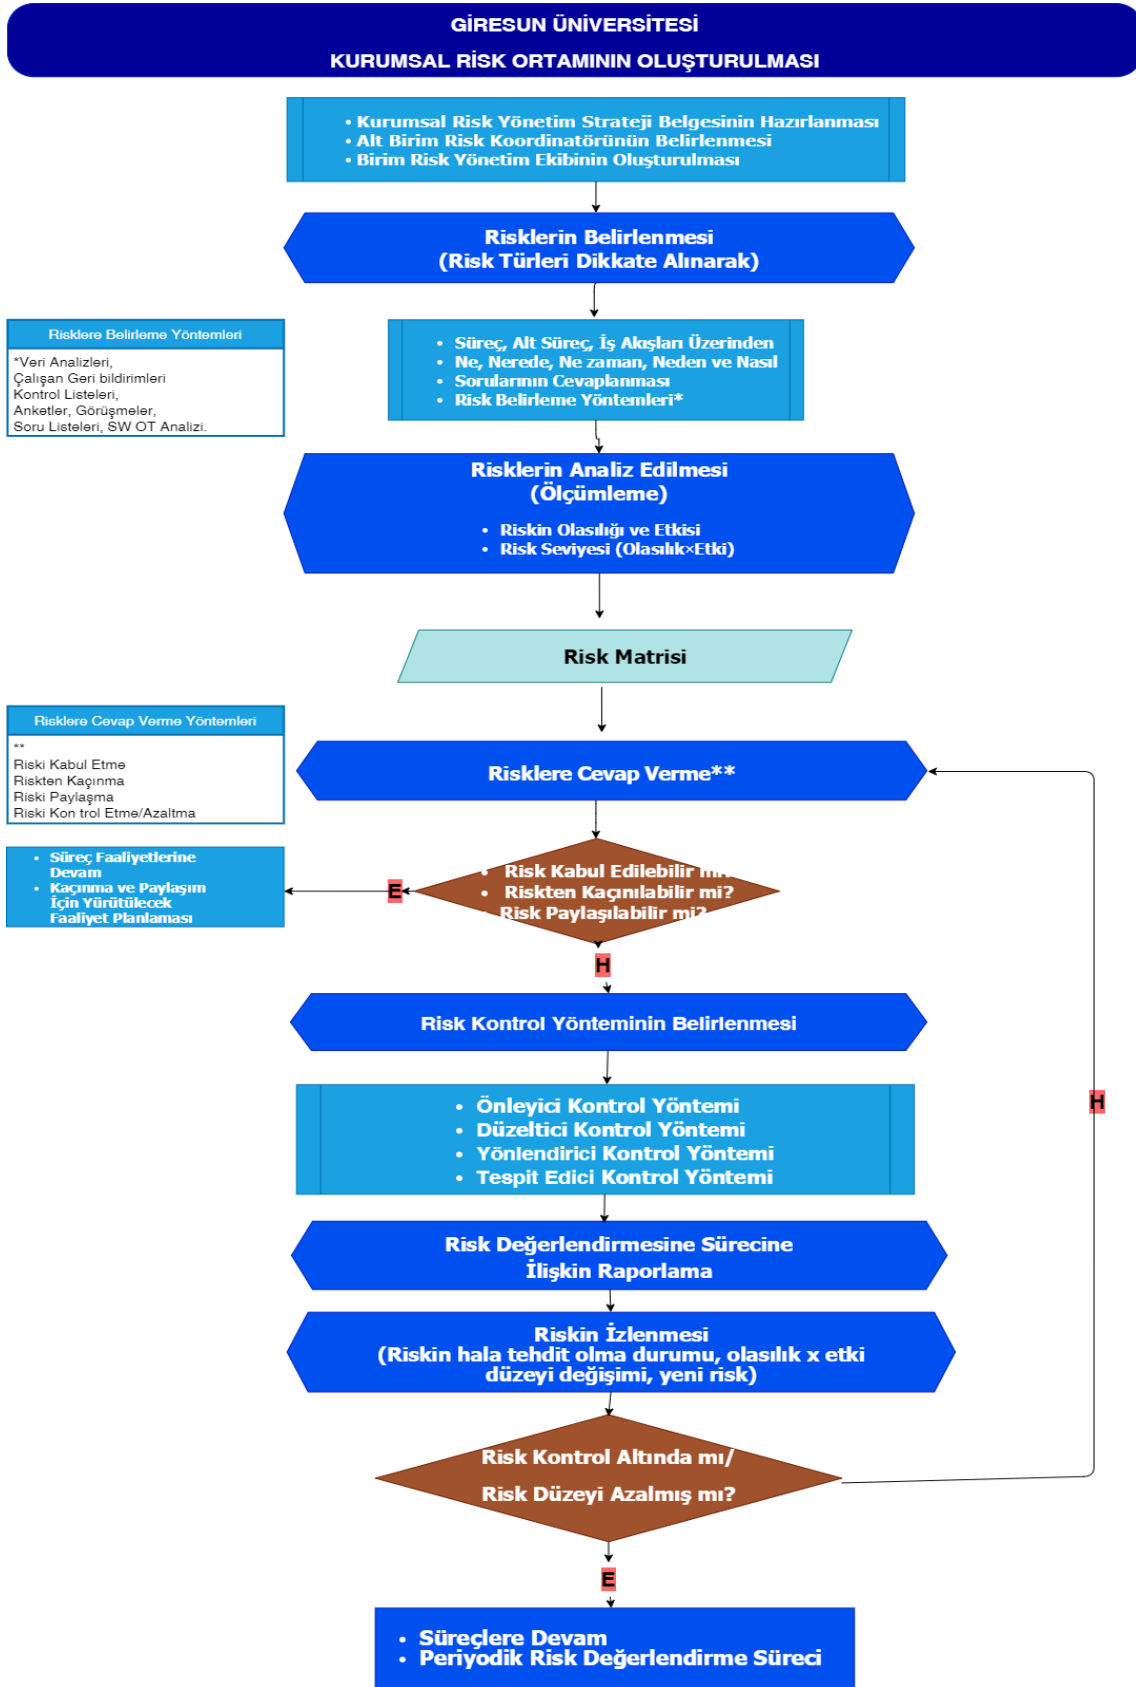 GİRESUN ÜNİVERSİTESİ
KURUMSAL RİSK ORTAMININ OLUŞTURULMASI
• Kurumsal Risk Yönetim Strateji Belgesinin Hazırlanması
• Alt Birim Risk Koordinatörünün Belirlenmesi
• Birim Risk Yönetim Ekibinin Oluşturulması
Risklerin Belirlenmesi
(Risk Türleri Dikkate Alınarak)
Risklere Belirleme Yöntemleri
*Veri Analizleri,
Çalışan Geri bildirimleri
Kontrol Listeleri,
Anketler, Görüşmeler,
Soru Listeleri, SW OT Analizi.
• Süreç, Alt Süreç, İş Akışları Üzerinden
• Ne, Nerede, Ne zaman, Neden ve Nasıl
• Sorularının Cevaplanması
• Risk Belirleme Yöntemleri*
Risklerin Analiz Edilmesi
(Ölçümleme)
• Riskin Olasılığı ve Etkisi
• Risk Seviyesi (Olasılık×Etki)
Risk Matrisi
Risklere Cevap Verme Yöntemleri
**
Riski Kabul Etme
Riskten Kaçınma
Riski Paylaşma
Riski Kon trol Etme/Azaltma
Risklere Cevap Verme**
• Süreç Faaliyetlerine
Devam
• Kaçınma ve Paylaşım
İçin Yürütülecek
Faaliyet Planlaması
E
• Risk Kabul Edilebilir mi?
• Riskten Kaçınılabilir mi?
• Risk Paylaşılabilir mi?
H
Risk Kontrol Yönteminin Belirlenmesi
• Önleyici Kontrol Yöntemi
• Düzeltici Kontrol Yöntemi
• Yönlendirici Kontrol Yöntemi
• Tespit Edici Kontrol Yöntemi
H
Risk Değerlendirmesine Sürecine
İlişkin Raporlama
Riskin İzlenmesi
(Riskin hala tehdit olma durumu, olasılık x etki
düzeyi değişimi, yeni risk)
Risk Kontrol Altında mı/
Risk Düzeyi Azalmış mı?
E
• Süreçlere Devam
• Periyodik Risk Değerlendirme Süreci